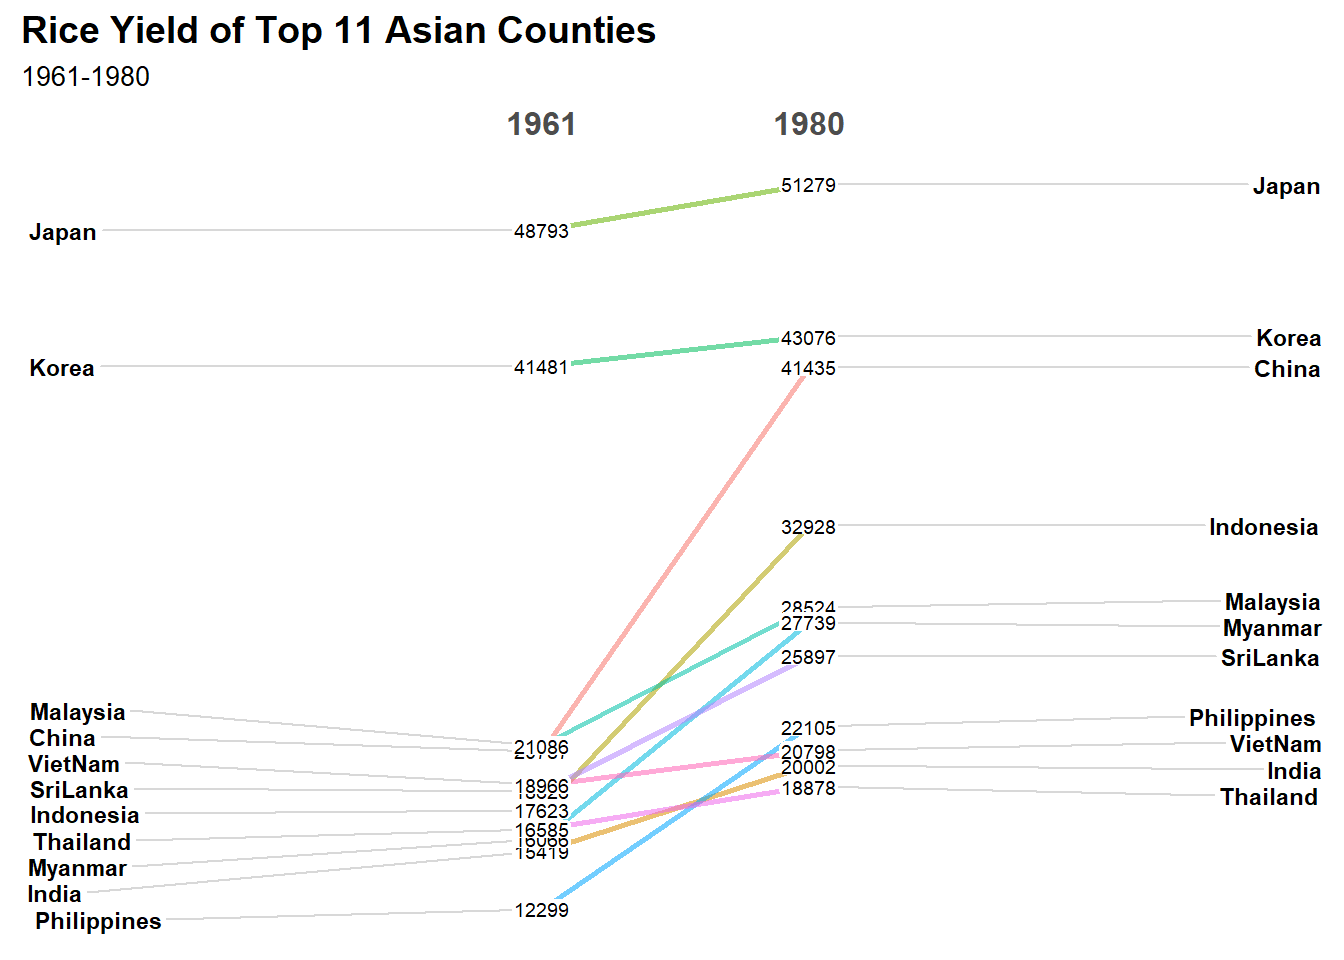 Rice Yield of Top 11 Asian Counties
1961-1980
1961 1980
51279 Japan
Japan 48793
43076 Korea
Korea 41481
41435 China
32928 Indonesia
28524 Malaysia
27739 Myanmar
25897 SriLanka
Malaysia 21086
22105 Philippines
China
20798 VietNam
VietNam 18966
20002 India
SriLanka
18878 Thailand
Indonesia 17623
Thailand 16585
Myanmar
India 15419
Philippines 12299